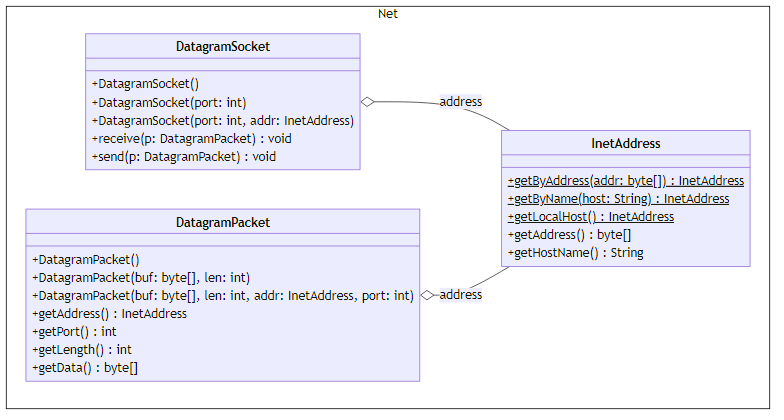 Net
DatagramSocket
+DatagramSocket()
+DatagramSocket(port: int)
+DatagramSocket(port: int, addr: InetAddress)
+receive(p: DatagramPacket) : void
+send(p: DatagramPacket) : void
address
InetAddress
+getByAddress(addr: byte[]) : InetAddress
+getByName(host: String) : InetAddress
+getLocalHost() : InetAddress
+getAddress() : byte[]
+getHostName() : String
DatagramPacket
+DatagramPacket()
+DatagramPacket(buf: byte[], len: int)
+DatagramPacket(buf: byte[], len: int, addr: InetAddress, port: int)
+getAddress() : InetAddress
+getPort() : int
+getLength() : int
+getData() : byte[]
address